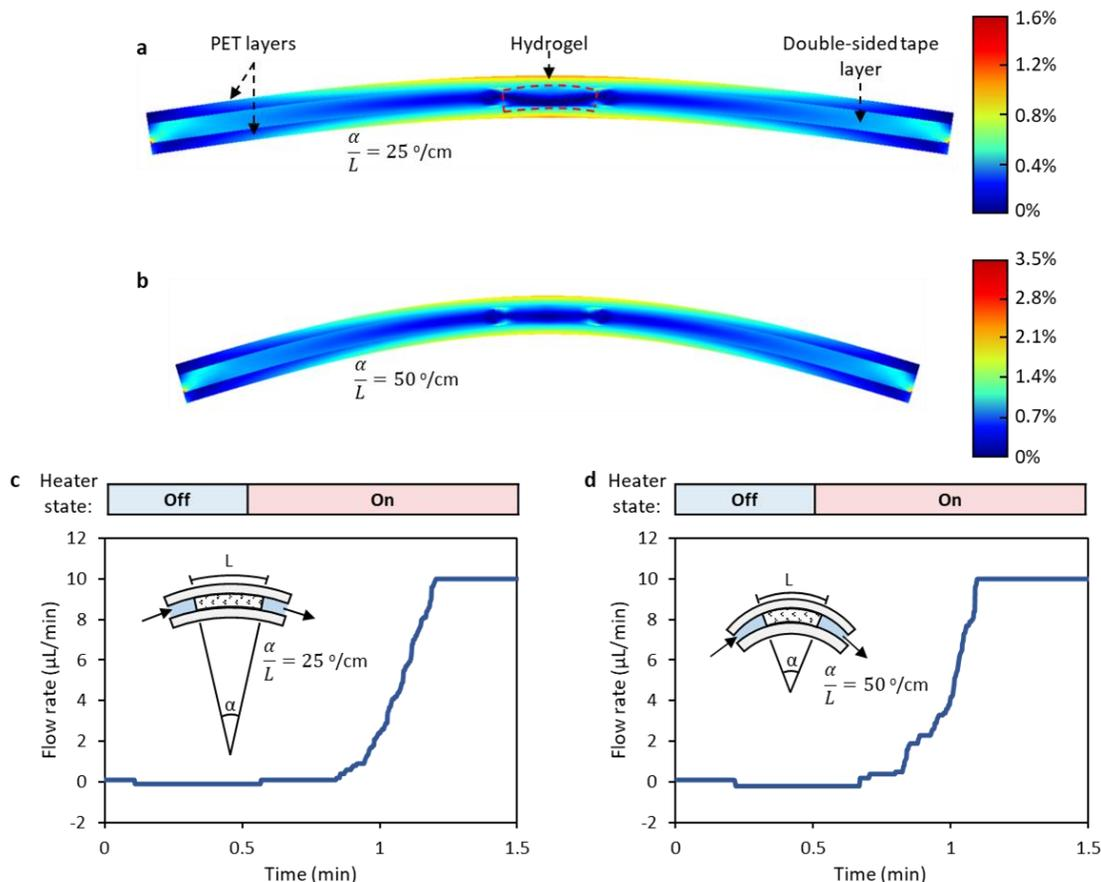 a
PET layers
Hydrogel
Double-sided tape
layer
α/L = 25 °/cm
1.6%
1.2%
0.8%
0.4%
0%
b
α/L = 50 °/cm
3.5%
2.8%
2.1%
1.4%
0.7%
0%
c
Heater
state:
Off
On
Flow rate (µL/min)
12
10
8
6
4
2
0
-2
L
α
α/L = 25 °/cm
0
0.5
1
1.5
Time (min)
d
Heater
state:
Off
On
Flow rate (µL/min)
12
10
8
6
4
2
0
-2
L
α
α/L = 50 °/cm
0
0.5
1
1.5
Time (min)